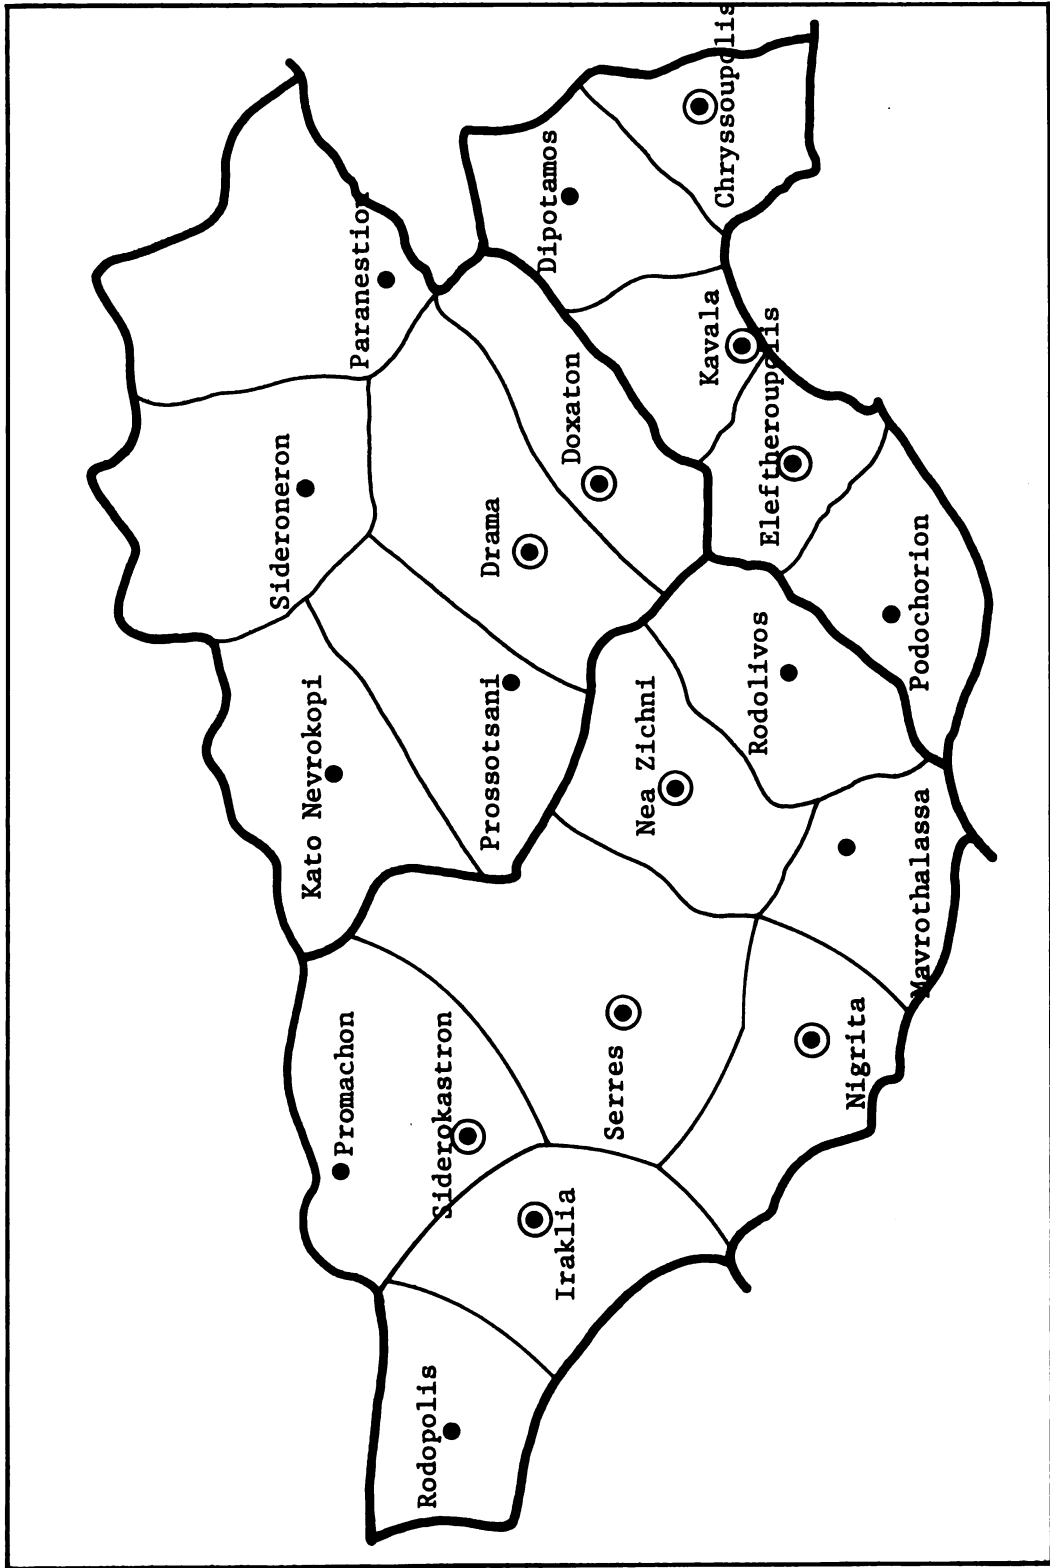 Paranestion
Sideroneron
Kato Nevrokopi
Promachon
Dipotamos
Chryssoupolis
Doxaton
Drama
Prossotsani
Siderokastron
Rodopolis
Kavala
Eleftheroupolis
Nea Zichni
Serres
Iraklia
Rodolivos
Podochorion
Mavrothalassa
Nigrita